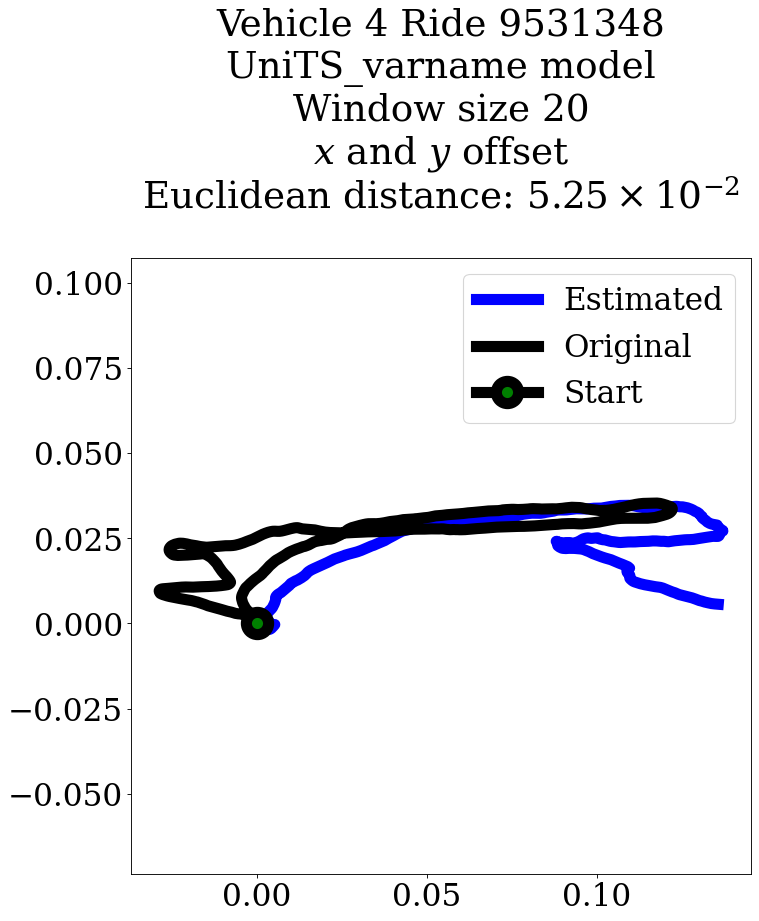 Vehicle 4 Ride 9531348
UniTS_varname model
Window size 20
x and y offset
Euclidean distance: 5.25 × 10⁻²
Estimated
Original
Start
0.100
0.075
0.050
0.025
0.000
−0.025
−0.050
0.00 0.05 0.10